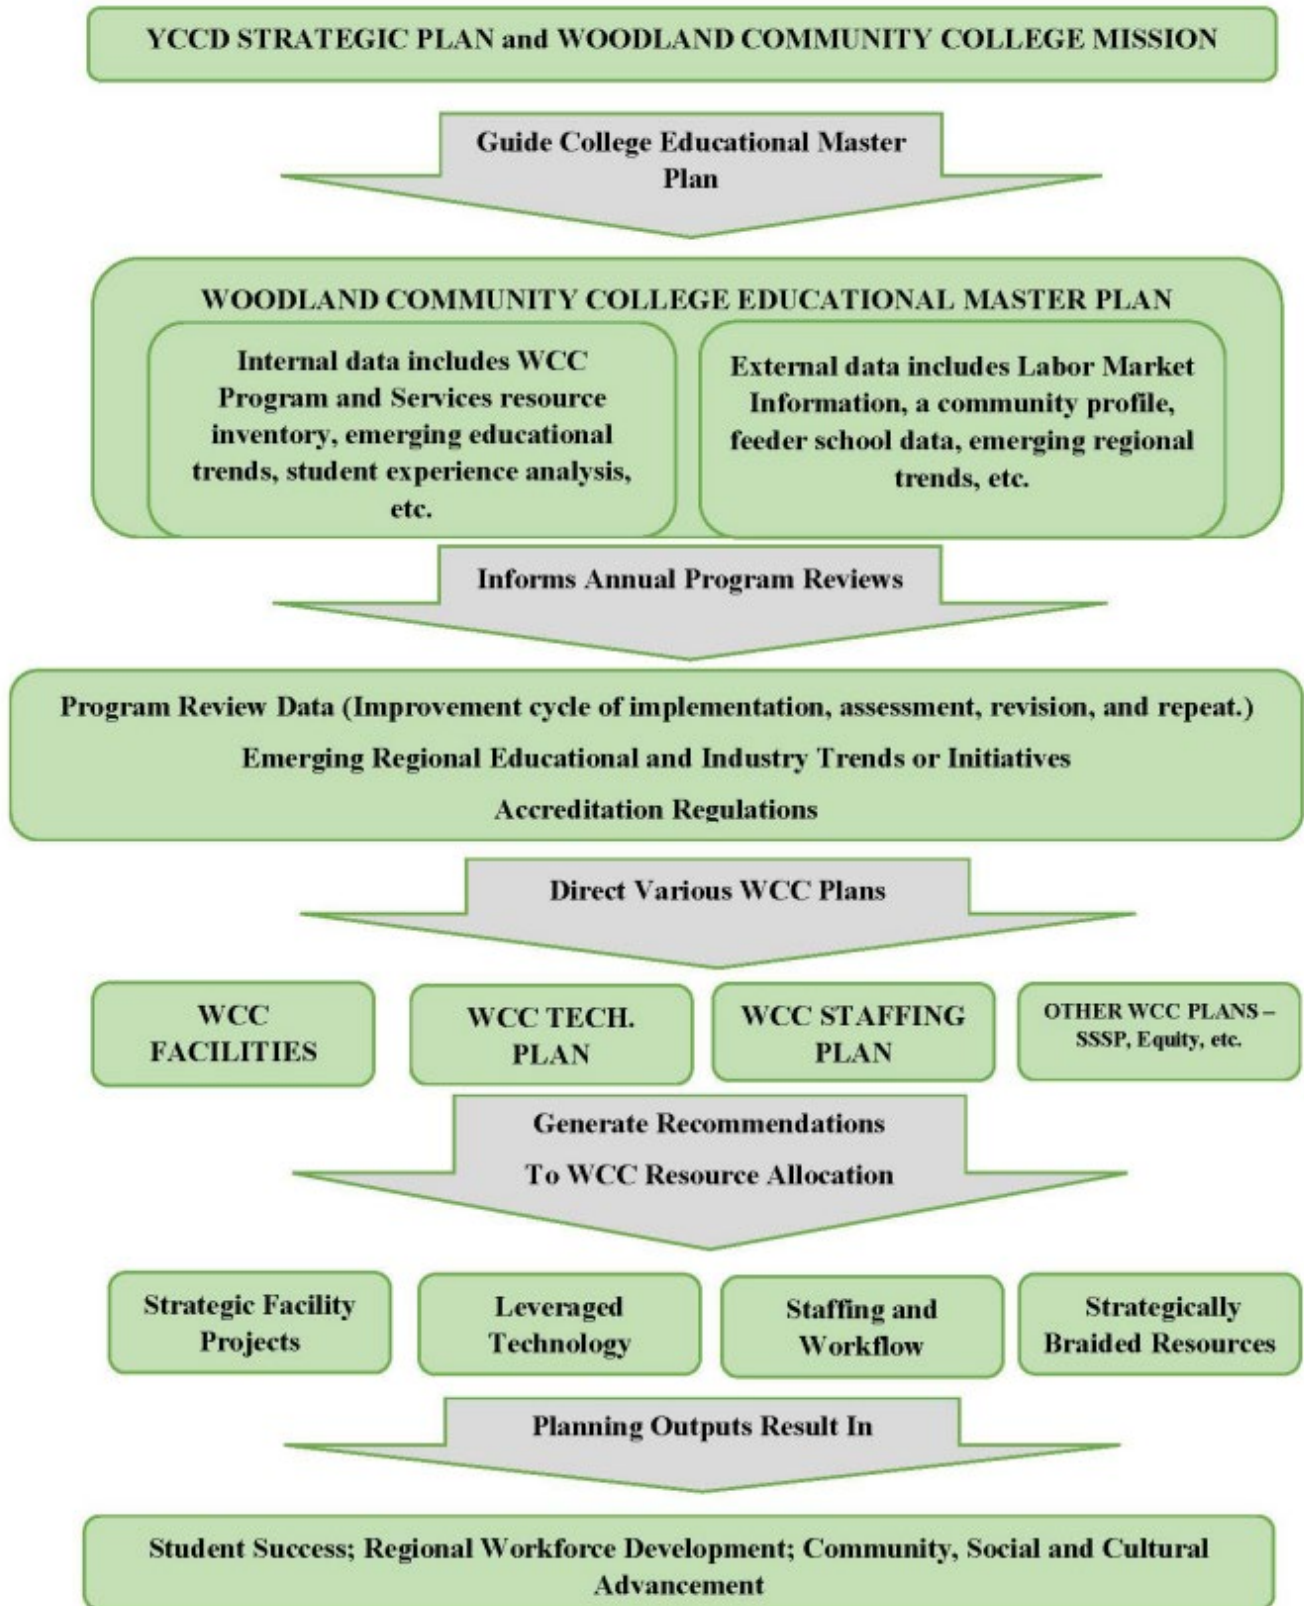 YCCD STRATEGIC PLAN and WOODLAND COMMUNITY COLLEGE MISSION
Guide College Educational Master
Plan
WOODLAND COMMUNITY COLLEGE EDUCATIONAL MASTER PLAN
Internal data includes WCC
Program and Services resource
inventory, emerging educational
trends, student experience analysis,
etc.
External data includes Labor Market
Information, a community profile,
feeder school data, emerging regional
trends, etc.
Informs Annual Program Reviews
Program Review Data (Improvement cycle of implementation, assessment, revision, and repeat.)
Emerging Regional Educational and Industry Trends or Initiatives
Accreditation Regulations
Direct Various WCC Plans
WCC
FACILITIES
WCC TECH.
PLAN
WCC STAFFING
PLAN
OTHER WCC PLANS –
SSSP, Equity, etc.
Generate Recommendations
To WCC Resource Allocation
Strategic Facility
Projects
Leveraged
Technology
Staffing and
Workflow
Strategically
Braided Resources
Planning Outputs Result In
Student Success; Regional Workforce Development; Community, Social and Cultural
Advancement